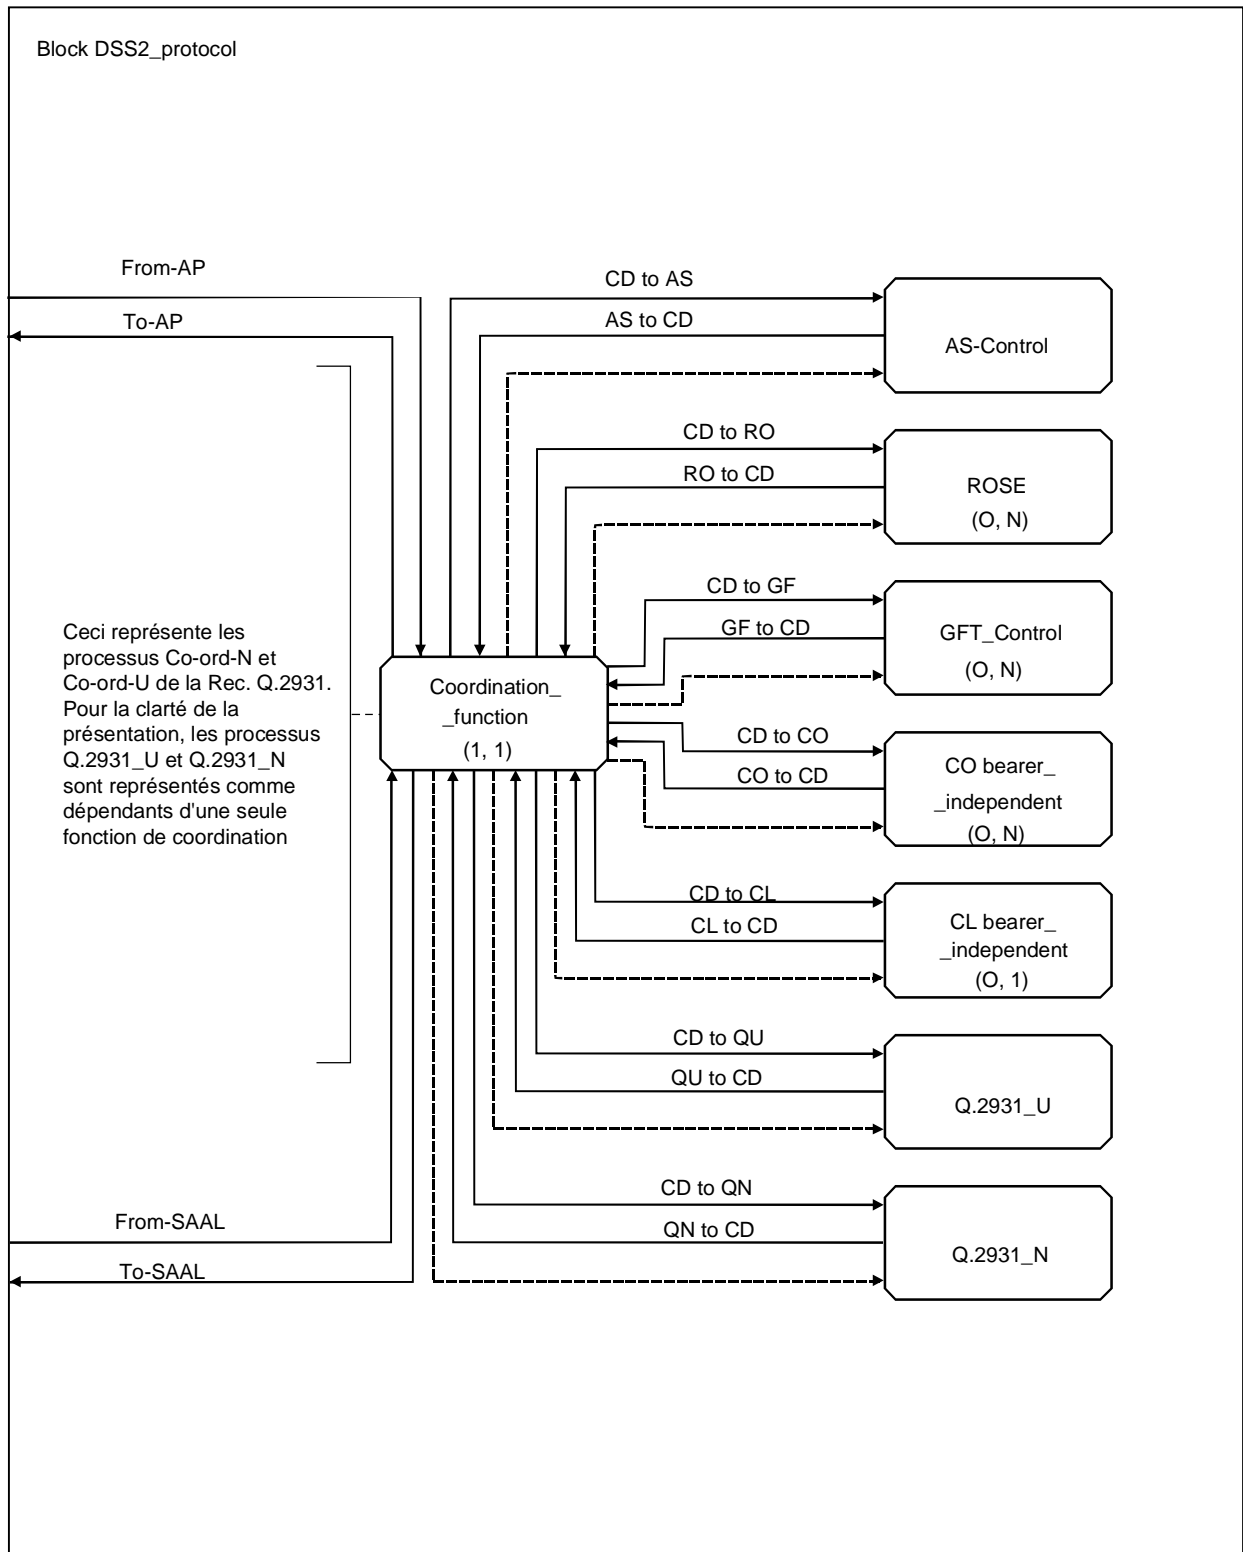 Block DSS2_protocol
From-AP
To-AP
CD to AS
AS to CD
AS-Control
CD to RO
RO to CD
ROSE
(O, N)
CD to GF
GF to CD
GFT_Control
(O, N)
Ceci représente les
processus Co-ord-N et
Co-ord-U de la Rec. Q.2931.
Pour la clarté de la
présentation, les processus
Q.2931_U et Q.2931_N
sont représentés comme
dépendants d'une seule
fonction de coordination
Coordination_
_function
(1, 1)
CD to CO
CO to CD
CO bearer_
_independent
(O, N)
CD to CL
CL to CD
CL bearer_
_independent
(O, 1)
CD to QU
QU to CD
Q.2931_U
CD to QN
QN to CD
Q.2931_N
From-SAAL
To-SAAL